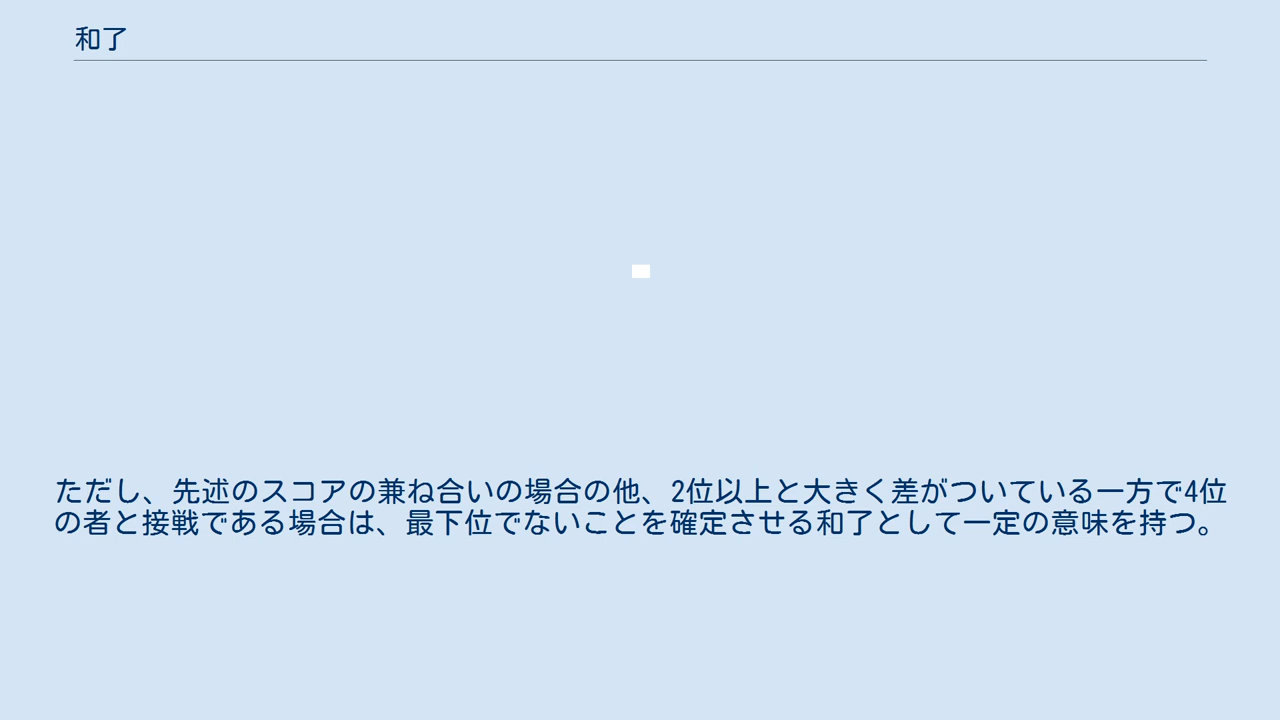 和了
ただし、先述のスコアの兼ね合いの場合の他、2位以上と大きく差がついている一方で4位
の者と接戦である場合は、最下位でないことを確定させる和了として一定の意味を持つ。